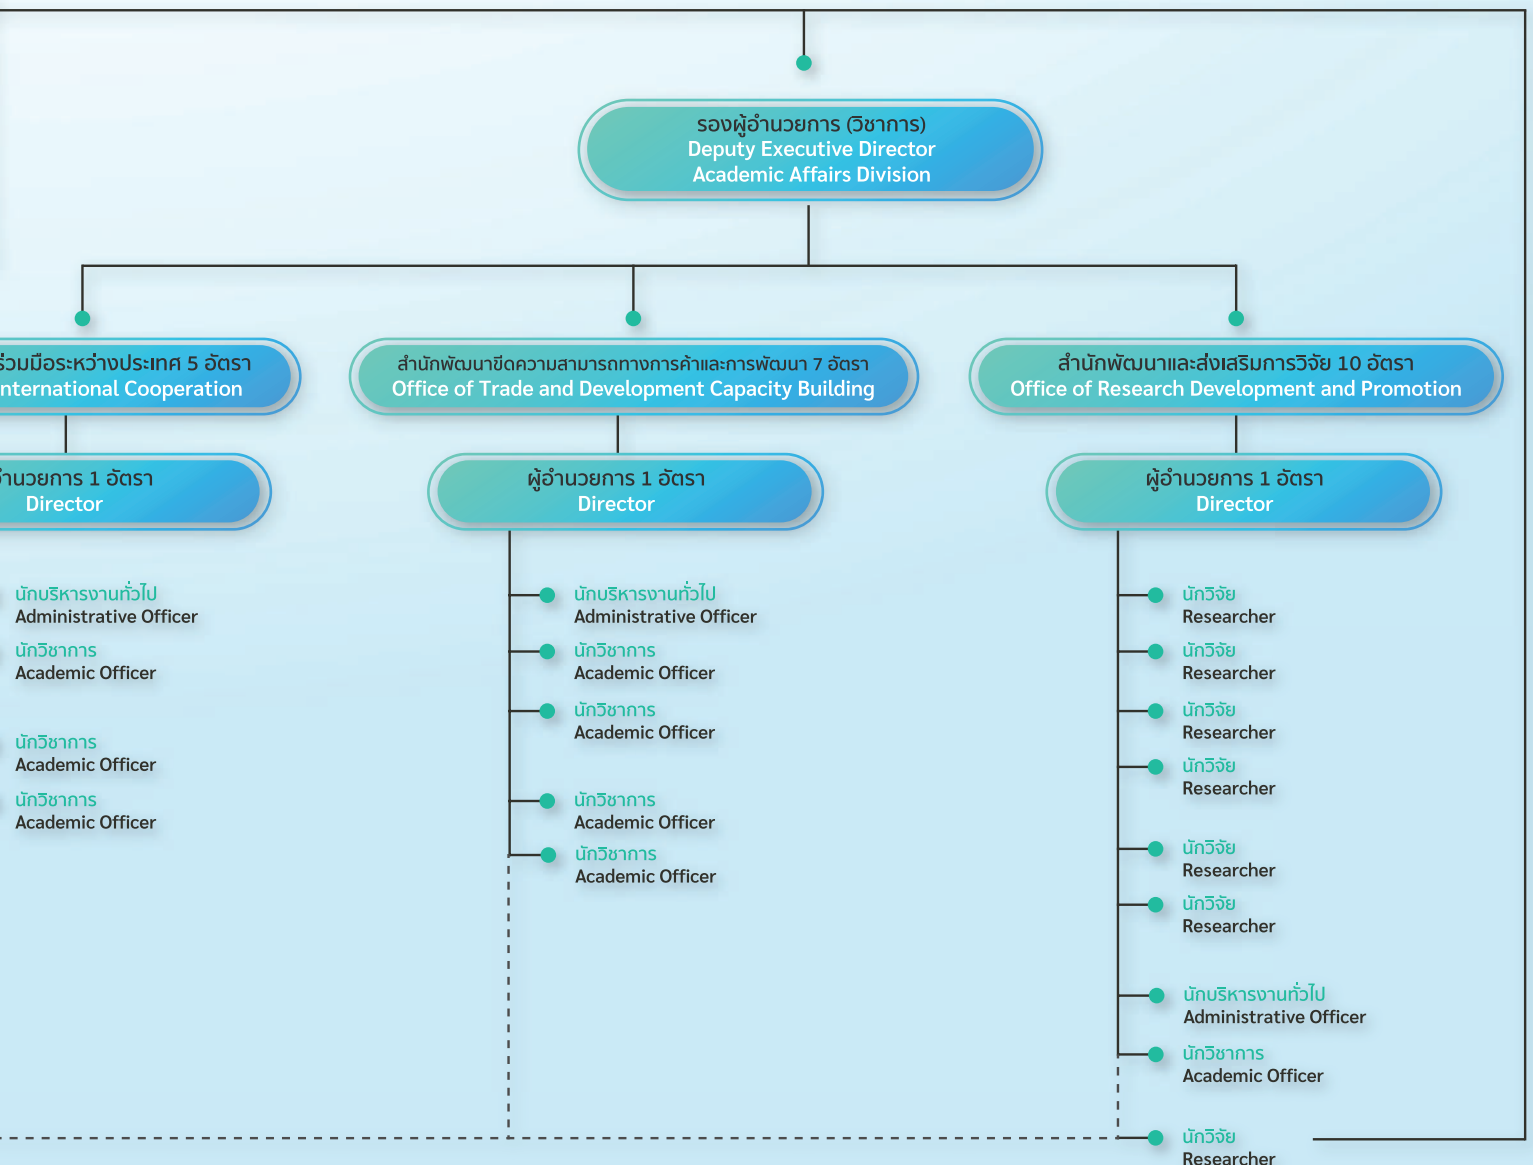 รองผู้อำนวยการ (วิชาการ)
Deputy Executive Director
Academic Affairs Division
ร่วมมือระหว่างประเทศ 5 อัตรา
International Cooperation
สำนักพัฒนาขีดความสามารถทางการค้าและการพัฒนา 7 อัตรา
Office of Trade and Development Capacity Building
สำนักพัฒนาและส่งเสริมการวิจัย 10 อัตรา
Office of Research Development and Promotion
อำนวยการ 1 อัตรา
Director
ผู้อำนวยการ 1 อัตรา
Director
ผู้อำนวยการ 1 อัตรา
Director
นักบริหารงานทั่วไป
Administrative Officer
นักวิชาการ
Academic Officer
นักวิชาการ
Academic Officer
นักวิชาการ
Academic Officer
นักบริหารงานทั่วไป
Administrative Officer
นักวิชาการ
Academic Officer
นักวิชาการ
Academic Officer
นักวิชาการ
Academic Officer
นักวิชาการ
Academic Officer
นักวิจัย
Researcher
นักวิจัย
Researcher
นักวิจัย
Researcher
นักวิจัย
Researcher
นักวิจัย
Researcher
นักวิจัย
Researcher
นักบริหารงานทั่วไป
Administrative Officer
นักวิชาการ
Academic Officer
นักวิจัย
Researcher